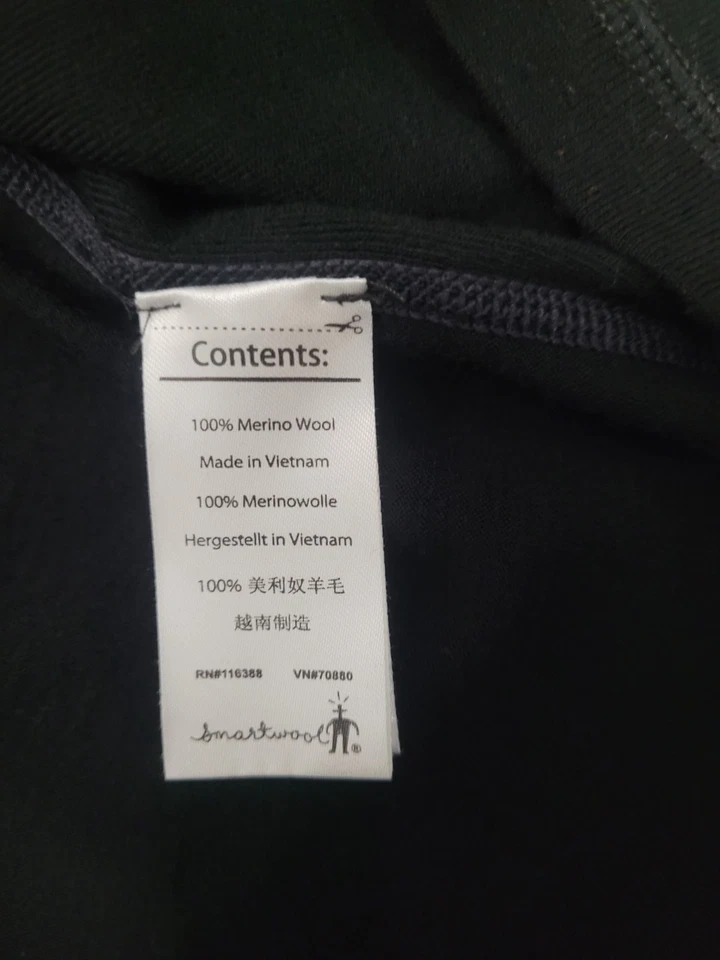 Contents:
100% Merino Wool
Made in Vietnam
100% Merinowolle
Hergestellt in Vietnam
100% 美利奴羊毛
越南制造
RN#116388 VN#70880
smartwool ®